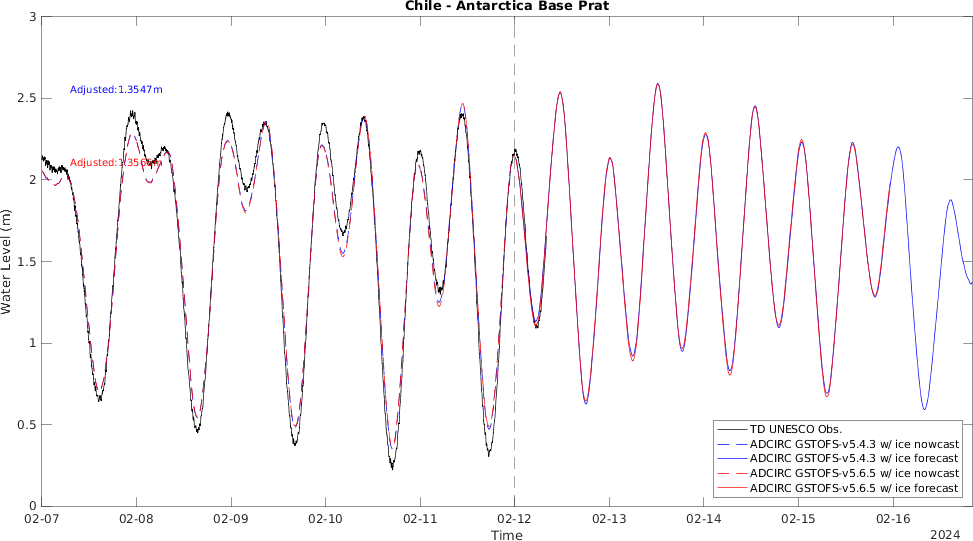 Chile - Antarctica Base Prat
3
2.5
2
1.5
1
0.5
0
Water Level (m)
Adjusted:1.3547m
Adjusted:1.356
02-07
02-08
02-09
02-10
02-11
02-12
02-13
02-14
02-15
02-16
Time
2024
TD UNESCO Obs.
ADCIRC GSTOFS-v5.4.3 w/ ice nowcast
ADCIRC GSTOFS-v5.4.3 w/ ice forecast
ADCIRC GSTOFS-v5.6.5 w/ ice nowcast
ADCIRC GSTOFS-v5.6.5 w/ ice forecast